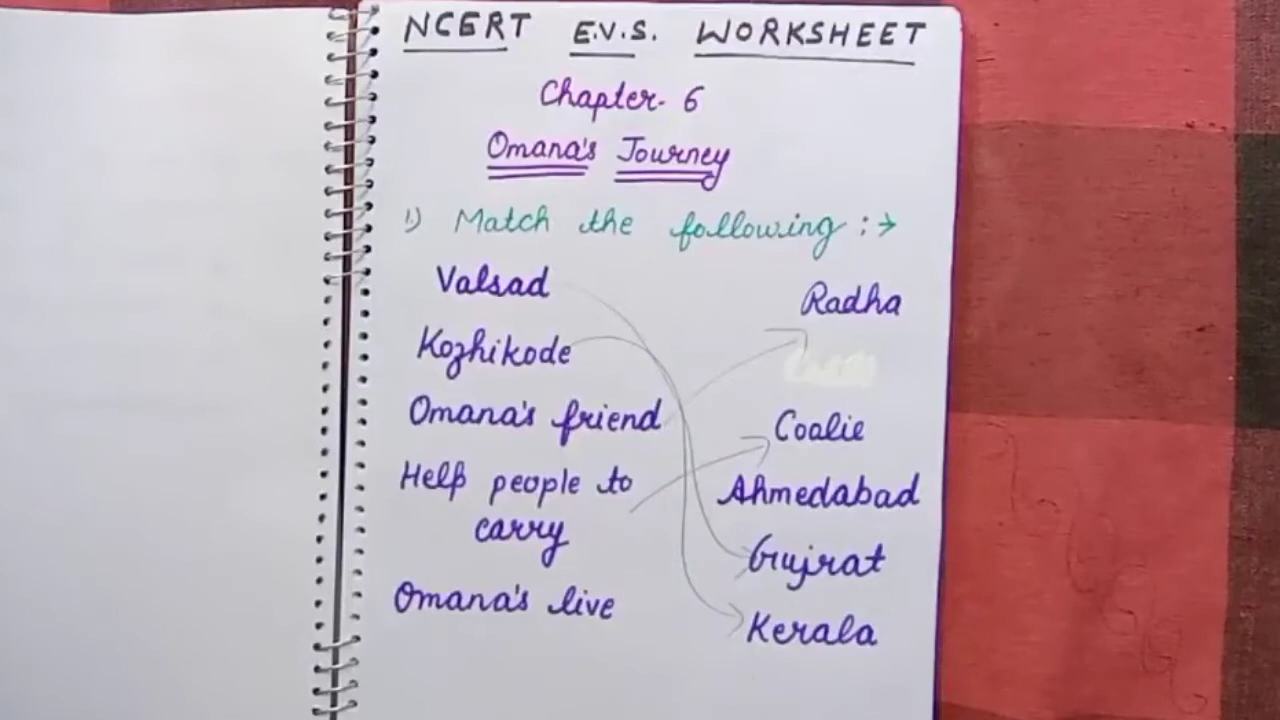 NCERT E.V.S. WORKSHEET
Chapter-6
Omana's Journey
1) Match the following :→
Valsad Radha
Kozhikode
Omana's friend Coalie
Help people to Ahmedabad
carry Gujrat
Omana's live Kerala